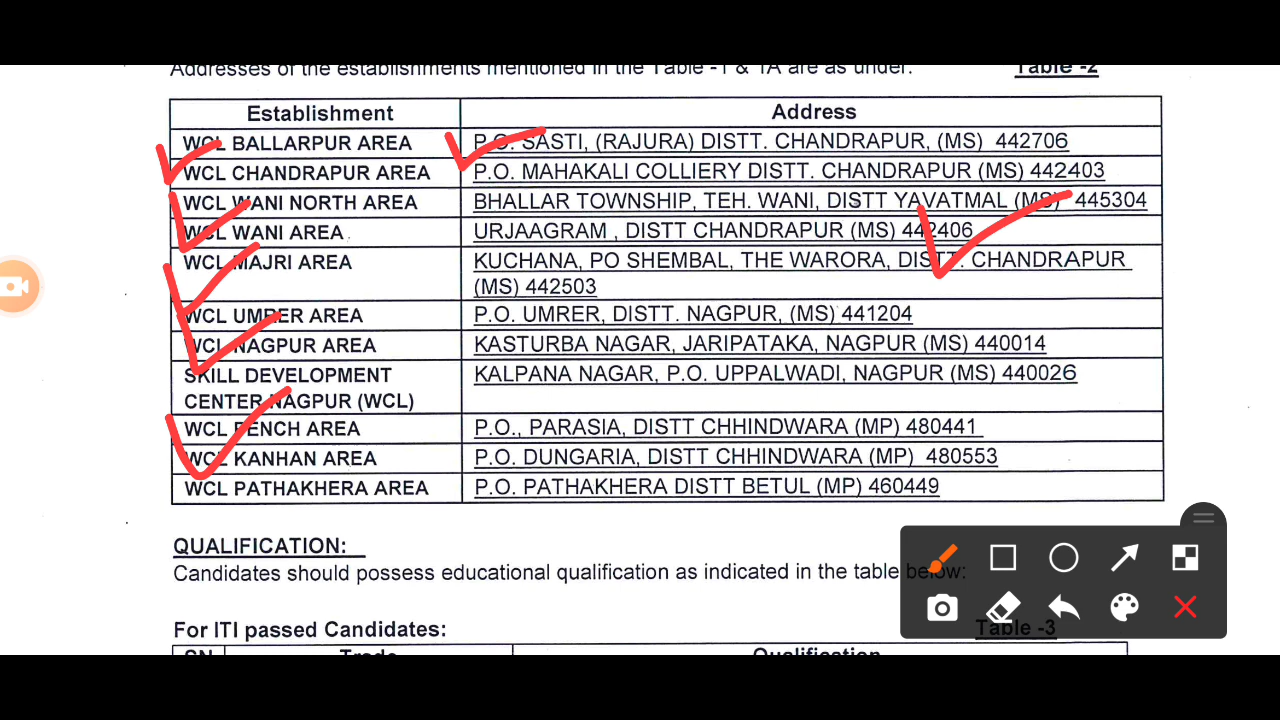 Addresses of the establishments mentioned in the Table -1 & 1A are as under. Table -2
Establishment Address
WCL BALLARPUR AREA P.O. SASTI, (RAJURA) DISTT. CHANDRAPUR, (MS) 442706
WCL CHANDRAPUR AREA P.O. MAHAKALI COLLIERY DISTT. CHANDRAPUR (MS) 442403
WCL WANI NORTH AREA BHALLAR TOWNSHIP, TEH. WANI, DISTT YAVATMAL (MS) 445304
WCL WANI AREA URJAAGRAM , DISTT CHANDRAPUR (MS) 442406
WCL MAJRI AREA KUCHANA, PO SHEMBAL, THE WARORA, DISTT. CHANDRAPUR
(MS) 442503
WCL UMRER AREA P.O. UMRER, DISTT. NAGPUR, (MS) 441204
WCL NAGPUR AREA KASTURBA NAGAR, JARIPATAKA, NAGPUR (MS) 440014
SKILL DEVELOPMENT KALPANA NAGAR, P.O. UPPALWADI, NAGPUR (MS) 440026
CENTER NAGPUR (WCL)
WCL PENCH AREA P.O., PARASIA, DISTT CHHINDWARA (MP) 480441
WCL KANHAN AREA P.O. DUNGARIA, DISTT CHHINDWARA (MP) 480553
WCL PATHAKHERA AREA P.O. PATHAKHERA DISTT BETUL (MP) 460449
QUALIFICATION:
Candidates should possess educational qualification as indicated in the table below:
For ITI passed Candidates: Table -3
SN Trade Qualification